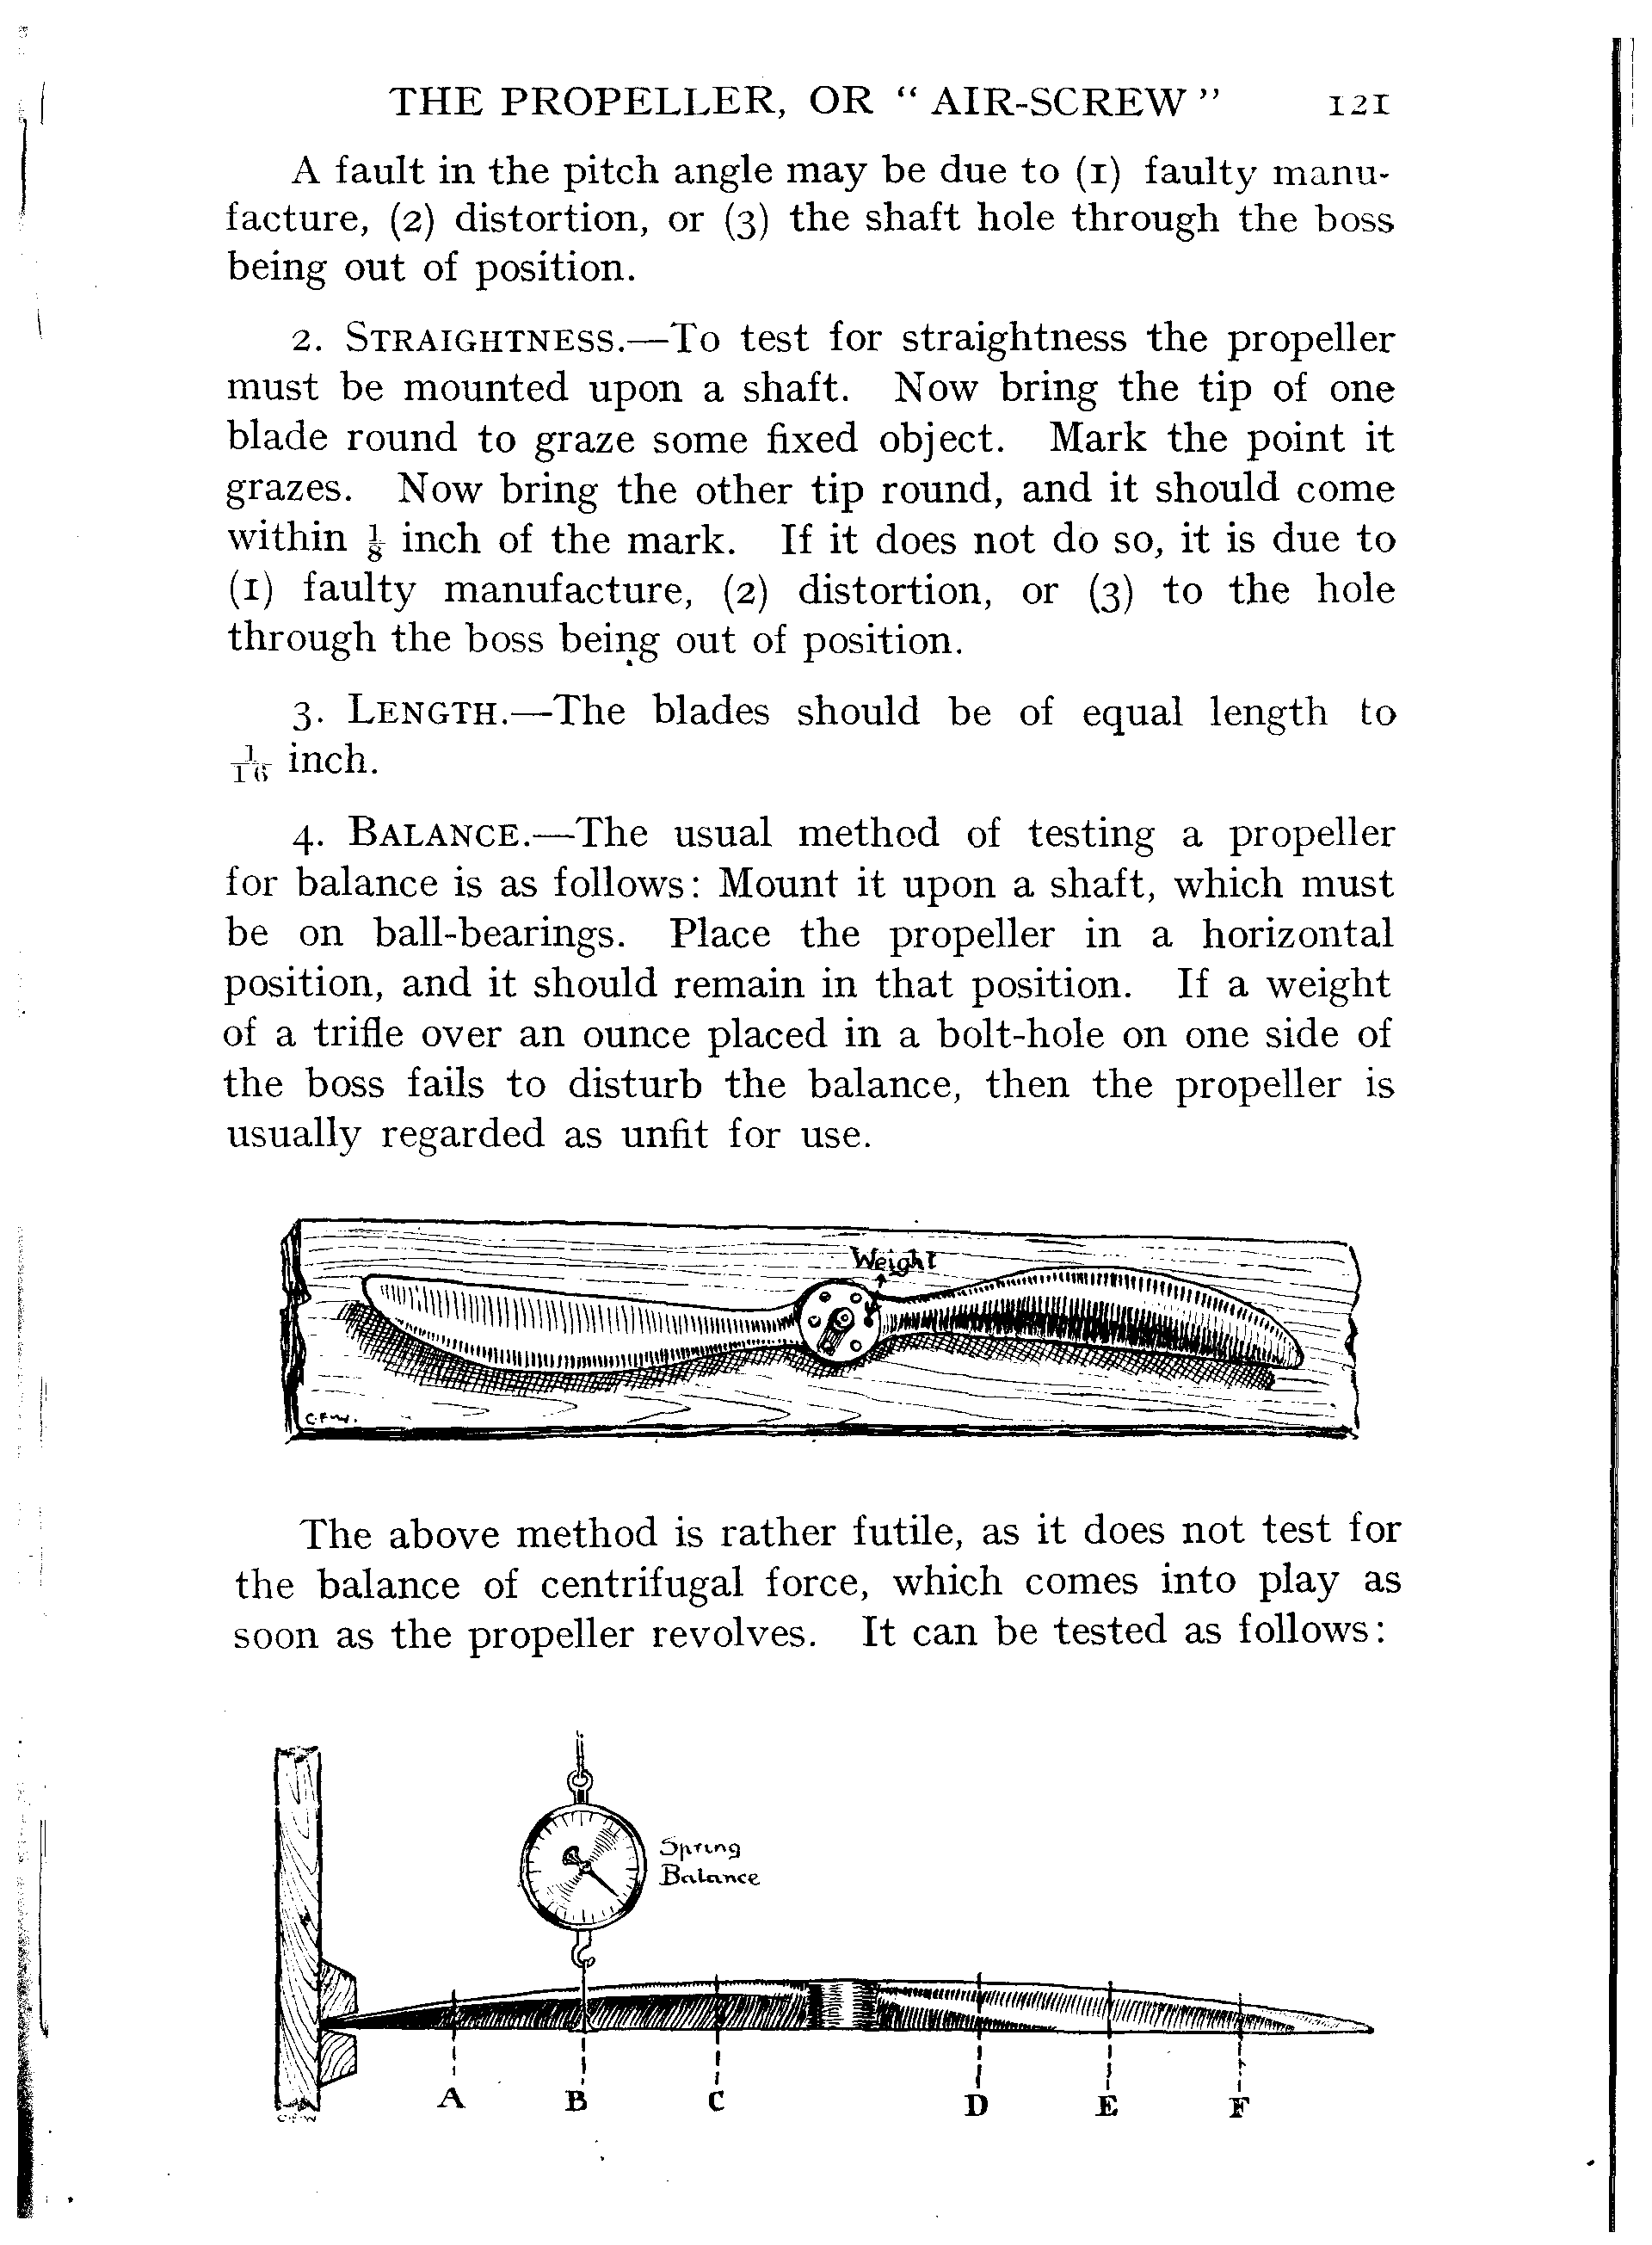 THE PROPELLER, OR “ AIR-SCREW ” 121
A fault in the pitch angle may be due to (1) faulty manu-
facture, (2) distortion, or (3) the shaft hole through the boss
being out of position.
2. STRAIGHTNESS.—To test for straightness the propeller
must be mounted upon a shaft. Now bring the tip of one
blade round to graze some fixed object. Mark the point it
grazes. Now bring the other tip round, and it should come
within ⅛ inch of the mark. If it does not do so, it is due to
(1) faulty manufacture, (2) distortion, or (3) to the hole
through the boss being out of position.
3. LENGTH.—The blades should be of equal length to
1/16 inch.
4. BALANCE.—The usual method of testing a propeller
for balance is as follows: Mount it upon a shaft, which must
be on ball-bearings. Place the propeller in a horizontal
position, and it should remain in that position. If a weight
of a trifle over an ounce placed in a bolt-hole on one side of
the boss fails to disturb the balance, then the propeller is
usually regarded as unfit for use.
Weight
C.F.W.
The above method is rather futile, as it does not test for
the balance of centrifugal force, which comes into play as
soon as the propeller revolves. It can be tested as follows:
Spring
Balance
A B C D E F
C.F.W